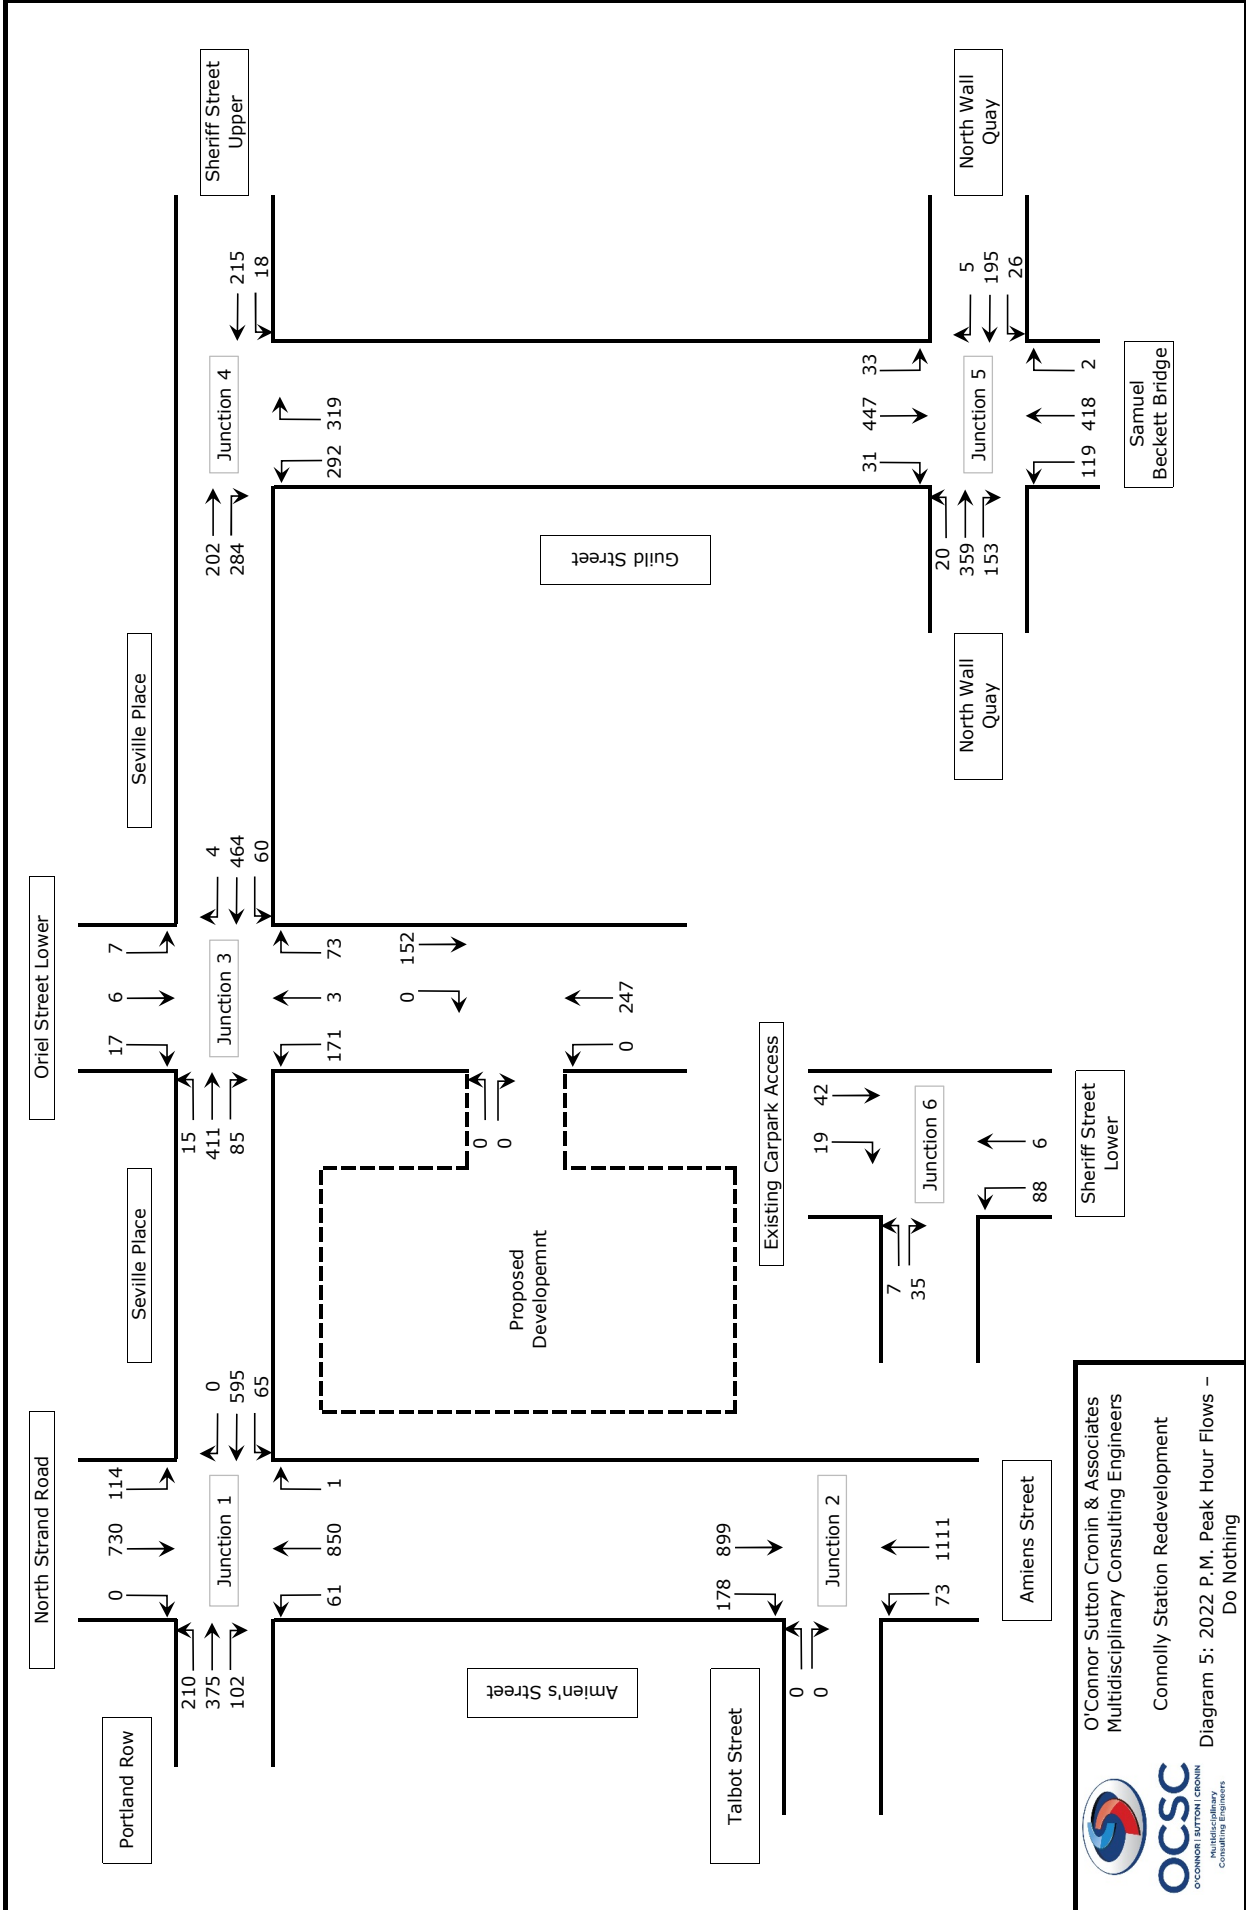 North Strand Road
Oriel Street Lower
Portland Row
Seville Place
Seville Place
Sheriff Street
Upper
0
730
114
210
375
102
Junction 1
0
595
65
61
850
1
17
6
7
15
411
85
Junction 3
4
464
60
171
3
73
202
284
Junction 4
215
18
292
319
0
152
0
0
0
247
Proposed
Developemnt
Amien's Street
Guild Street
31
447
33
20
359
153
Junction 5
5
195
26
119
418
2
North Wall
Quay
North Wall
Quay
Samuel
Beckett Bridge
Talbot Street
178
899
0
0
Junction 2
73
1111
Amiens Street
Existing Carpark Access
19
42
7
35
Junction 6
88
6
Sheriff Street
Lower
OCSC
O'CONNOR | SUTTON | CRONIN
Multidisciplinary
Consulting Engineers
O'Connor Sutton Cronin & Associates
Multidisciplinary Consulting Engineers
Connolly Station Redevelopment
Diagram 5: 2022 P.M. Peak Hour Flows –
Do Nothing